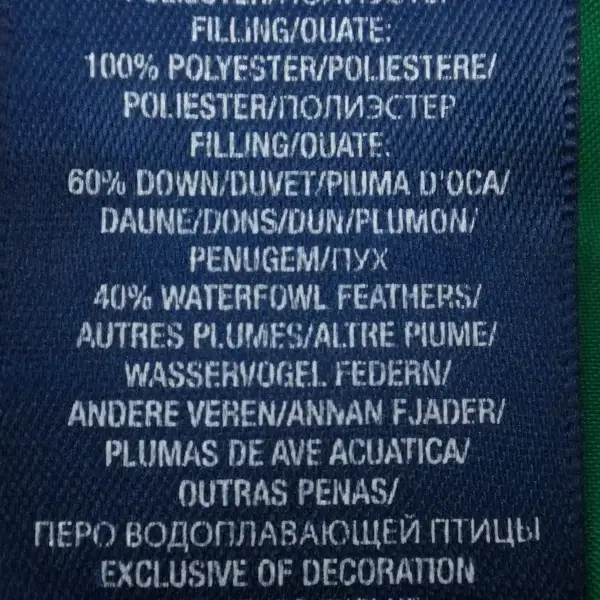 FILLING/OUATE:
100% POLYESTER/POLIESTERE/
POLIESTER/ПОЛИЭСТЕР
FILLING/OUATE:
60% DOWN/DUVET/PIUMA D'OCA/
DAUNE/DONS/DUN/PLUMON/
PENUGEM/ПУХ
40% WATERFOWL FEATHERS/
AUTRES PLUMES/ALTRE PIUME/
WASSERVOGEL FEDERN/
ANDERE VEREN/ANNAN FJADER/
PLUMAS DE AVE ACUATICA/
OUTRAS PENAS/
ПЕРО ВОДОПЛАВАЮЩЕЙ ПТИЦЫ
EXCLUSIVE OF DECORATION